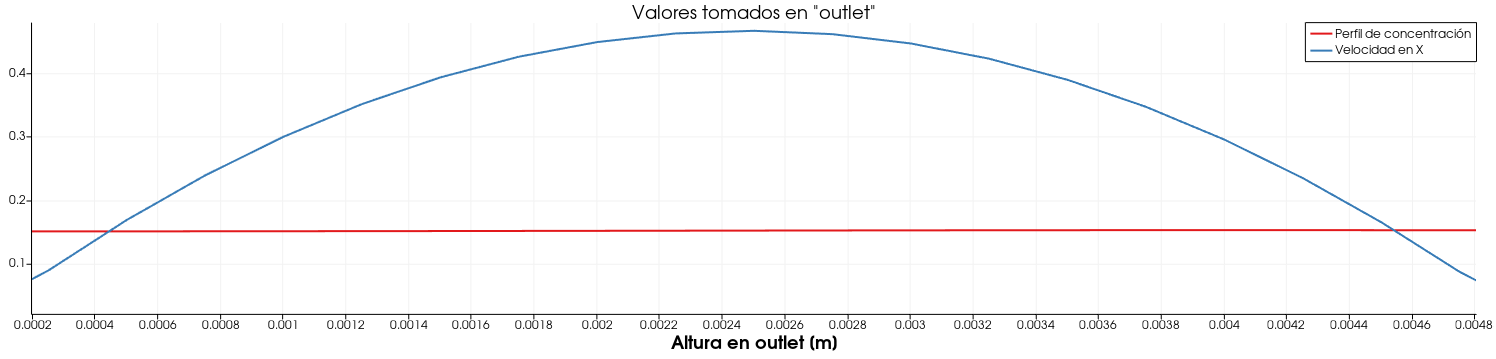 Valores tomados en "outlet"
Perfil de concentración
Velocidad en X
0.4
0.3
0.2
0.1
0.0002 0.0004 0.0006 0.0008 0.001 0.0012 0.0014 0.0016 0.0018 0.002 0.0022 0.0024 0.0026 0.0028 0.003 0.0032 0.0034 0.0036 0.0038 0.004 0.0042 0.0044 0.0046 0.0048
Altura en outlet [m]